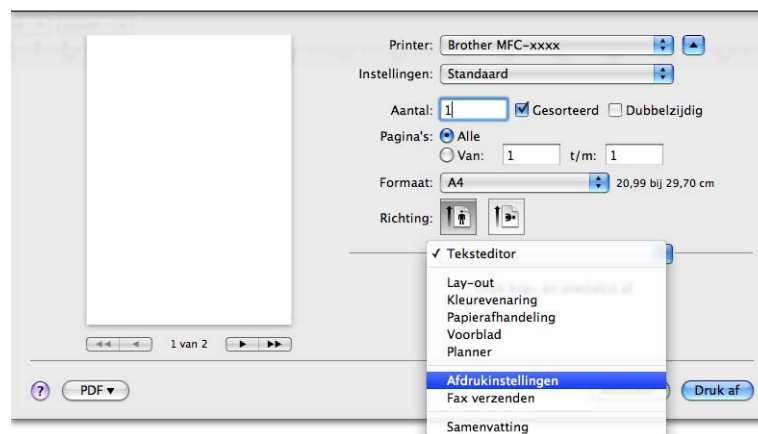 Printer: Brother MFC-xxxx
Instellingen: Standaard
Aantal: 1 Gesorteerd Dubbelzijdig
Pagina's: Alle
Van: 1 t/m: 1
Formaat: A4 20,99 bij 29,70 cm
Richting:
✓ Teksteditor
Lay-out
Kleurevenaring
Papierafhandeling
Voorblad
Planner
1 van 2
Afdrukinstellingen
? PDF ▼ Druk af
Fax verzenden
Samenvatting